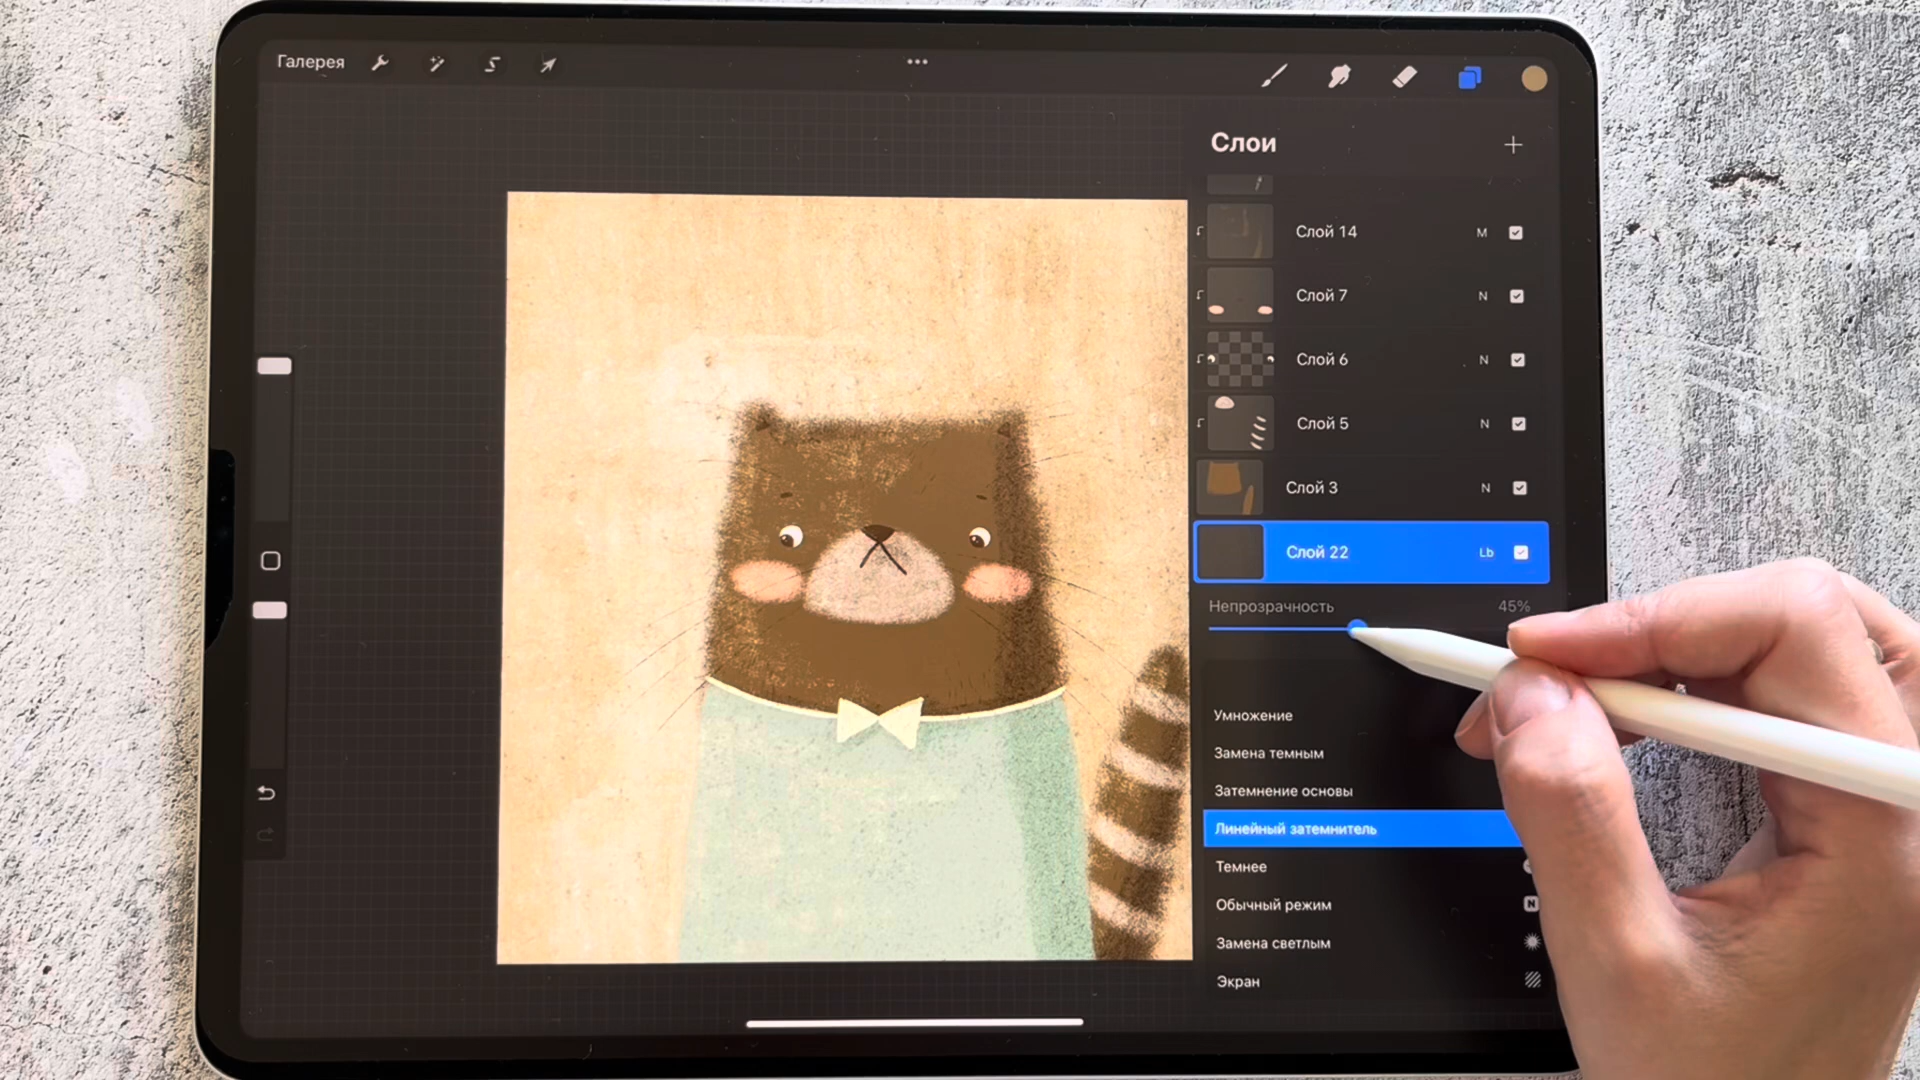 Галерея
Слои
Слой 14 M
Слой 7 N
Слой 6 N
Слой 5 N
Слой 3 N
Слой 22 Lb
Непрозрачность 45%
Умножение
Замена темным
Затемнение основы
Линейный затемнитель
Темнее
Обычный режим N
Замена светлым
Экран